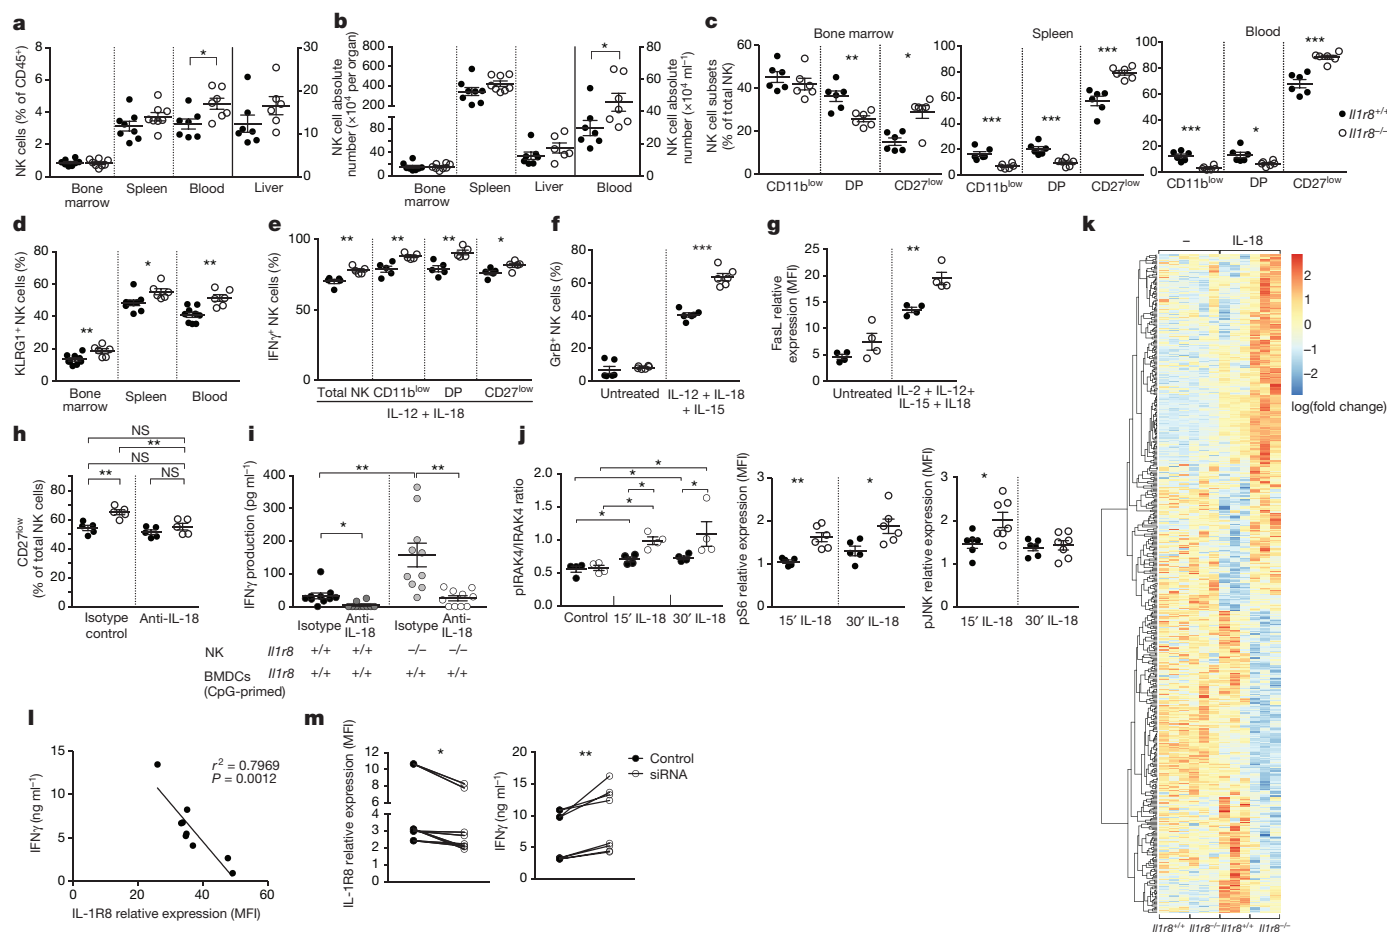 a
NK cells (% of CD45⁺)
8
6
4
2
0
30
20
10
0
*
Bone marrow
Spleen
Blood
Liver
b
NK cell absolute number (×10⁴ per organ)
800
600
400
200
80
60
40
20
0
80
60
40
20
0
NK cell absolute number (×10⁴ ml⁻¹)
*
Bone marrow
Spleen
Liver
Blood
c
NK cell subsets (% of total NK)
Bone marrow
60
40
20
0
** *
CD11bˡᵒʷ DP CD27ˡᵒʷ
Spleen
100
80
60
40
20
0
*** *** ***
CD11bˡᵒʷ DP CD27ˡᵒʷ
Blood
100
80
60
40
20
0
*** * ***
CD11bˡᵒʷ DP CD27ˡᵒʷ
Il1r8⁺/⁺
Il1r8⁻/⁻
d
KLRG1⁺ NK cells (%)
80
60
40
20
0
** * **
Bone marrow
Spleen
Blood
e
IFNγ⁺ NK cells (%)
100
50
0
** ** ** *
Total NK CD11bˡᵒʷ DP CD27ˡᵒʷ
IL-12 + IL-18
f
GrB⁺ NK cells (%)
80
60
40
20
0
***
Untreated
IL-12 + IL-18 + IL-15
g
FasL relative expression (MFI)
25
20
15
10
5
0
**
Untreated
IL-2 + IL-12+ IL-15 + IL18
h
CD27ˡᵒʷ (% of total NK cells)
80
60
40
20
0
NS
**
NS
** NS
Isotype control
Anti-IL-18
i
IFNγ production (pg ml⁻¹)
400
300
200
100
0
** **
*
Isotype Anti-IL-18 Isotype Anti-IL-18
NK Il1r8 +/+ +/+ –/– –/–
BMDCs (CpG-primed) Il1r8 +/+ +/+ +/+ +/+
j
pIRAK4/IRAK4 ratio
2.0
1.5
1.0
0.5
0.0
*
*
* *
*
*
Control 15′ IL-18 30′ IL-18
pS6 relative expression (MFI)
3
2
1
0
** *
15′ IL-18 30′ IL-18
pJNK relative expression (MFI)
3
2
1
0
*
15′ IL-18 30′ IL-18
k
– IL-18
2
1
0
−1
−2
log(fold change)
Il1r8⁺/⁺ Il1r8⁻/⁻ Il1r8⁺/⁺ Il1r8⁻/⁻
l
IFNγ (ng ml⁻¹)
15
10
5
0
r² = 0.7969
P = 0.0012
0 20 40 60
IL-1R8 relative expression (MFI)
m
IL-1R8 relative expression (MFI)
12
10
8
6
4
3
2
1
0
*
IFNγ (ng ml⁻¹)
20
15
10
5
0
**
Control
siRNA